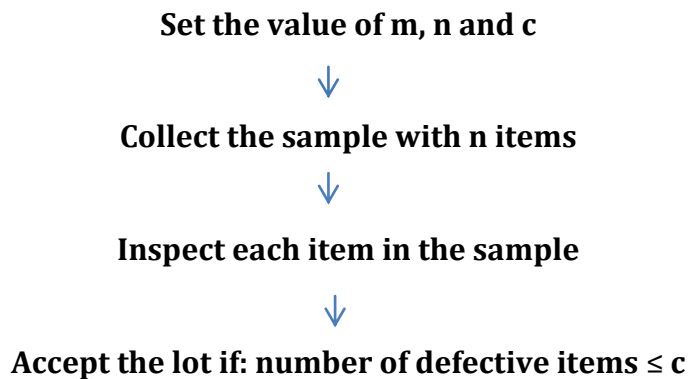 Set the value of m, n and c
Collect the sample with n items
Inspect each item in the sample
Accept the lot if: number of defective items ≤ c